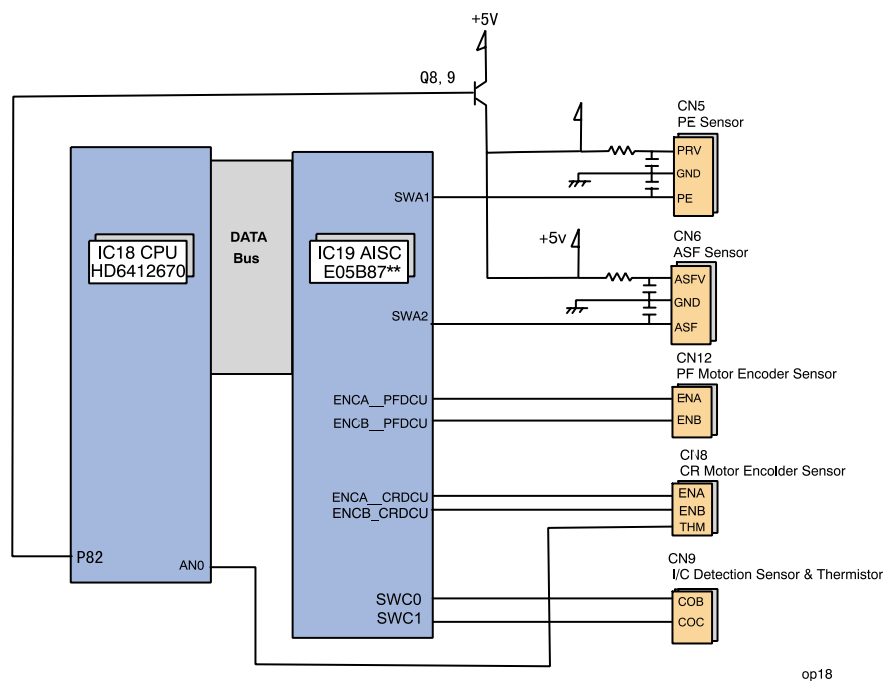 +5V
Q8, 9
CN5
PE Sensor
PRV
GND
PE
SWA1
IC18 CPU
HD6412670
DATA
Bus
IC19 AISC
E05B87**
+5v
CN6
ASF Sensor
ASFV
GND
ASF
SWA2
CN12
PF Motor Encoder Sensor
ENA
ENB
ENCA__PFDCU
ENCB_PFDCU
CN8
CR Motor Encolder Sensor
ENA
ENB
THM
ENCA__CRDCU
ENCB_CRDCU
P82
AN0
CN9
I/C Detection Sensor & Thermistor
COB
COC
SWC0
SWC1
op18